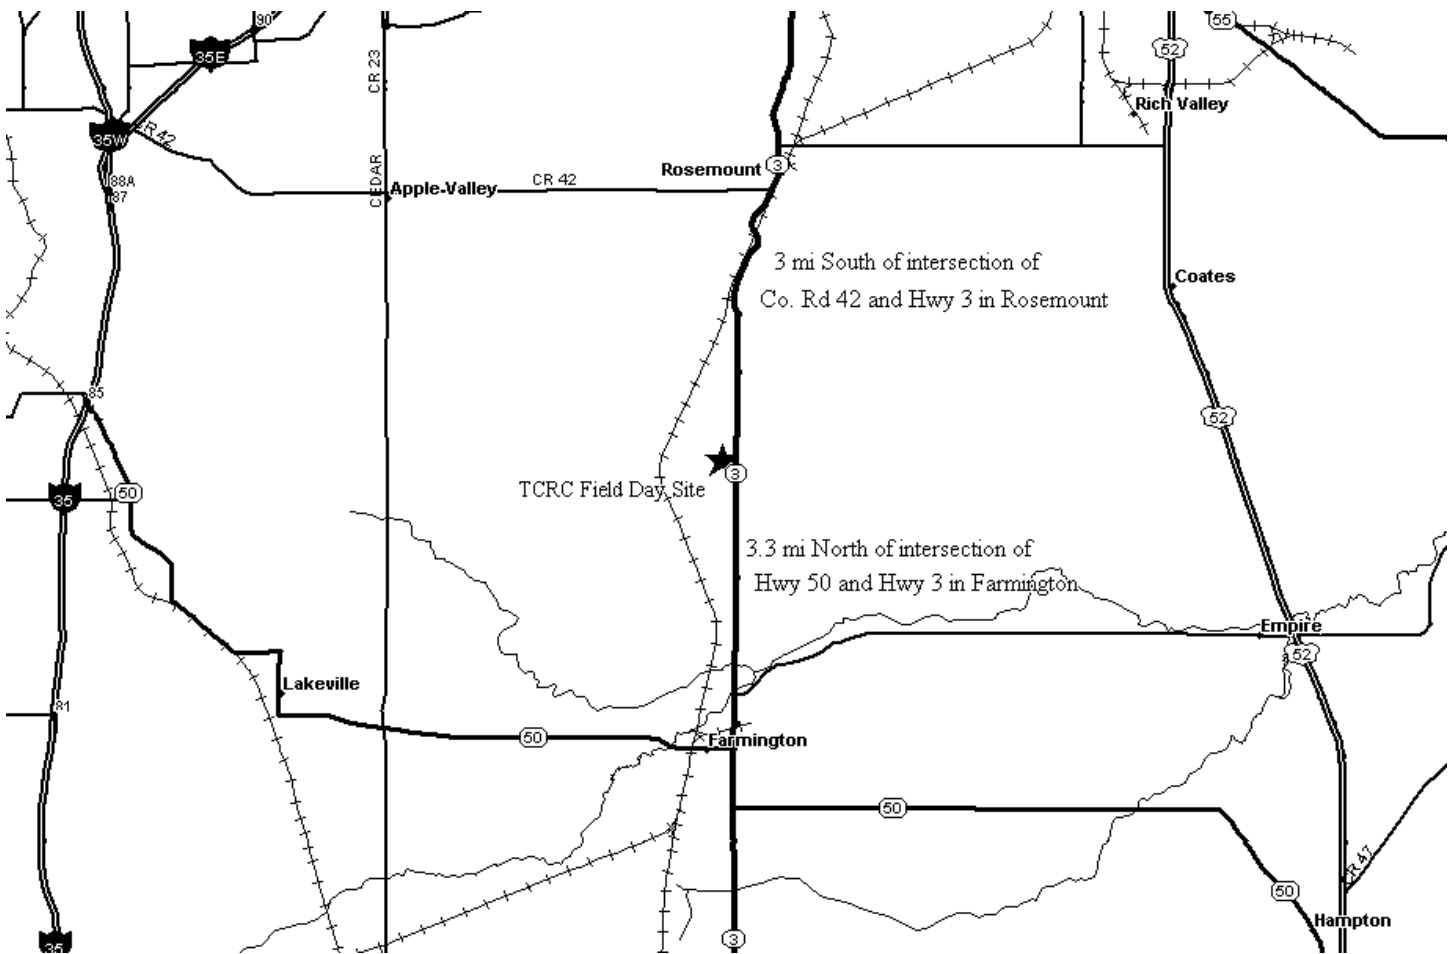 90
55
35E
52
CR 23
Rich Valley
35W
CR 42
3
Rosemount
88A
CR 42
Apple-Valley
87
CEDAR
3 mi South of intersection of
Coates
Co. Rd 42 and Hwy 3 in Rosemount
85
52
3
TCRC Field Day Site
50
35
3.3 mi North of intersection of
Hwy 50 and Hwy 3 in Farmington
Empire
52
Lakeville
81
50
Farmington
50
CR 47
50
Hampton
3
35